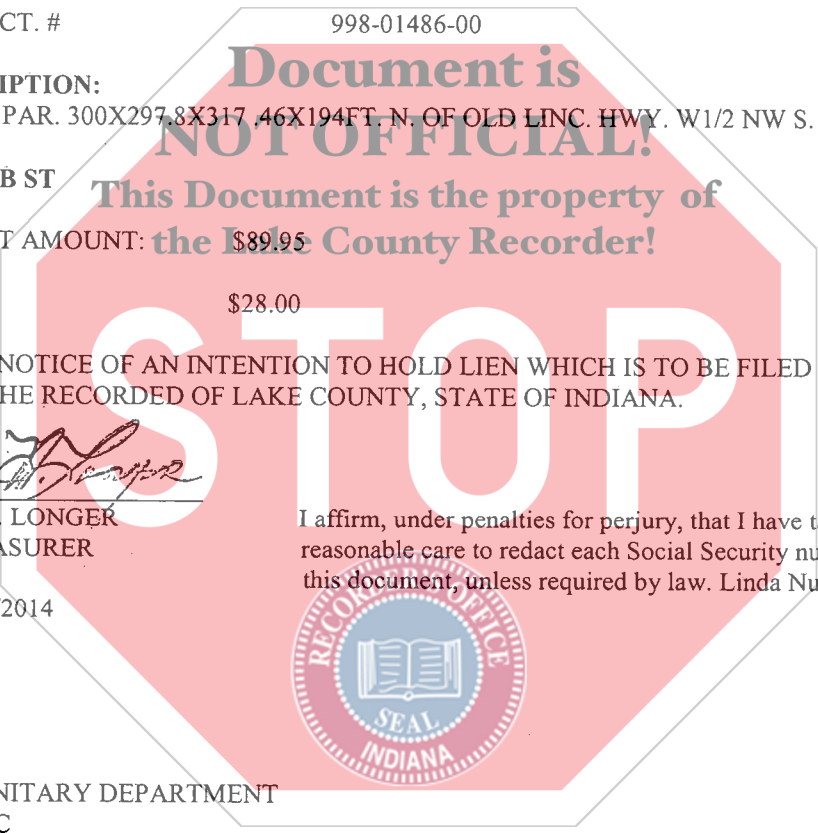 CT. # 998-01486-00
Document is
IPTION:
PAR. 300X297.8X317 .46X194FT. N. OF OLD LINC. HWY. W1/2 NW S.
NOT OFFICIAL!
B ST
This Document is the property of
T AMOUNT: $89.95
the Lake County Recorder!
$28.00
STOP
NOTICE OF AN INTENTION TO HOLD LIEN WHICH IS TO BE FILED
HE RECORDED OF LAKE COUNTY, STATE OF INDIANA.
. LONGER
ASURER
I affirm, under penalties for perjury, that I have t
reasonable care to redact each Social Security nu
this document, unless required by law. Linda Nu
/2014
RECORDER'S OFFICE
SEAL
INDIANA
NITARY DEPARTMENT
C